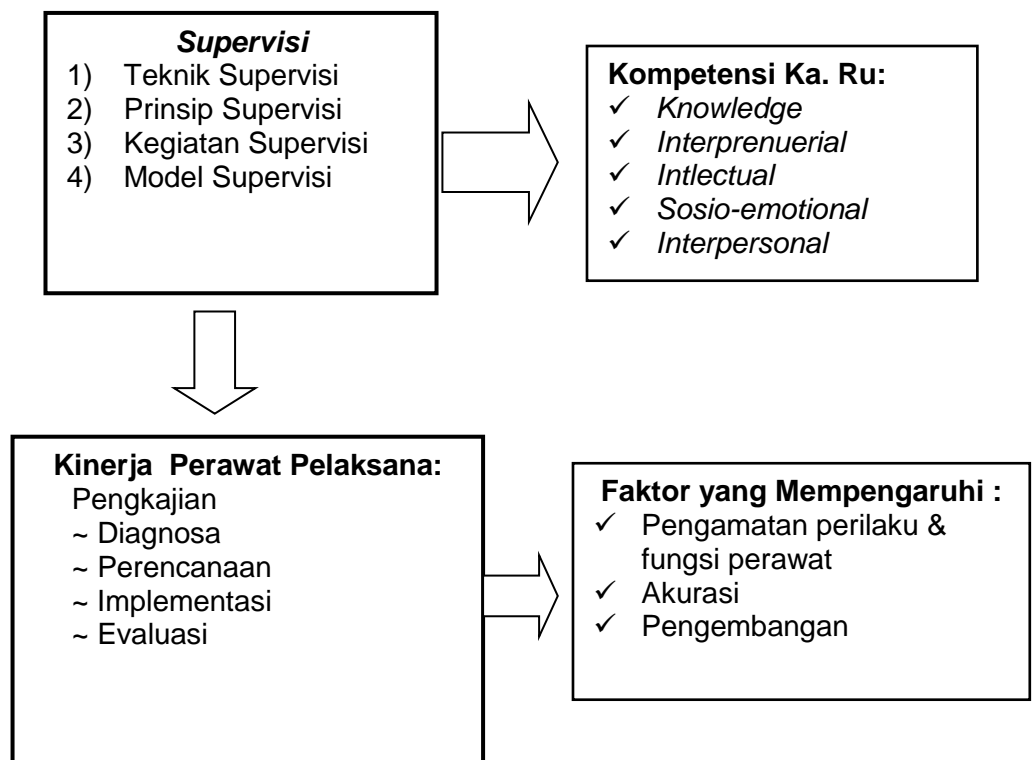 Supervisi
1) Teknik Supervisi
2) Prinsip Supervisi
3) Kegiatan Supervisi
4) Model Supervisi
Kompetensi Ka. Ru:
✓ Knowledge
✓ Interprenuerial
✓ Intlectual
✓ Sosio-emotional
✓ Interpersonal
Kinerja Perawat Pelaksana:
Pengkajian
~ Diagnosa
~ Perencanaan
~ Implementasi
~ Evaluasi
Faktor yang Mempengaruhi :
✓ Pengamatan perilaku &
fungsi perawat
✓ Akurasi
✓ Pengembangan